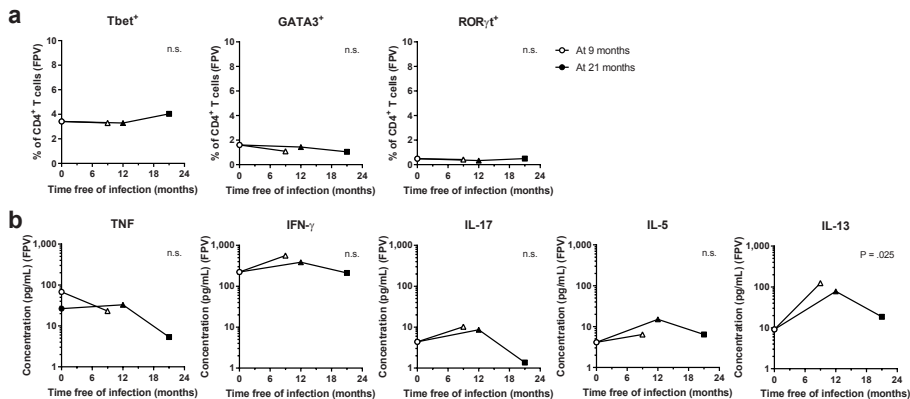 a
Tbet⁺
GATA3⁺
RORγt⁺
% of CD4⁺ T cells (FPV)
10
8
6
4
2
0
n.s.
0 6 12 18 24
Time free of infection (months)
% of CD4⁺ T cells (FPV)
10
8
6
4
2
0
n.s.
0 6 12 18 24
Time free of infection (months)
% of CD4⁺ T cells (FPV)
10
8
6
4
2
0
n.s.
0 6 12 18 24
Time free of infection (months)
At 9 months
At 21 months
b
TNF
IFN-γ
IL-17
IL-5
IL-13
Concentration (pg/mL) (FPV)
1,000
100
10
1
n.s.
0 6 12 18 24
Time free of infection (months)
Concentration (pg/mL) (FPV)
1,000
100
10
1
n.s.
0 6 12 18 24
Time free of infection (months)
Concentration (pg/mL) (FPV)
1,000
100
10
1
n.s.
0 6 12 18 24
Time free of infection (months)
Concentration (pg/mL) (FPV)
1,000
100
10
1
n.s.
0 6 12 18 24
Time free of infection (months)
Concentration (pg/mL) (FPV)
1,000
100
10
1
P = .025
0 6 12 18 24
Time free of infection (months)